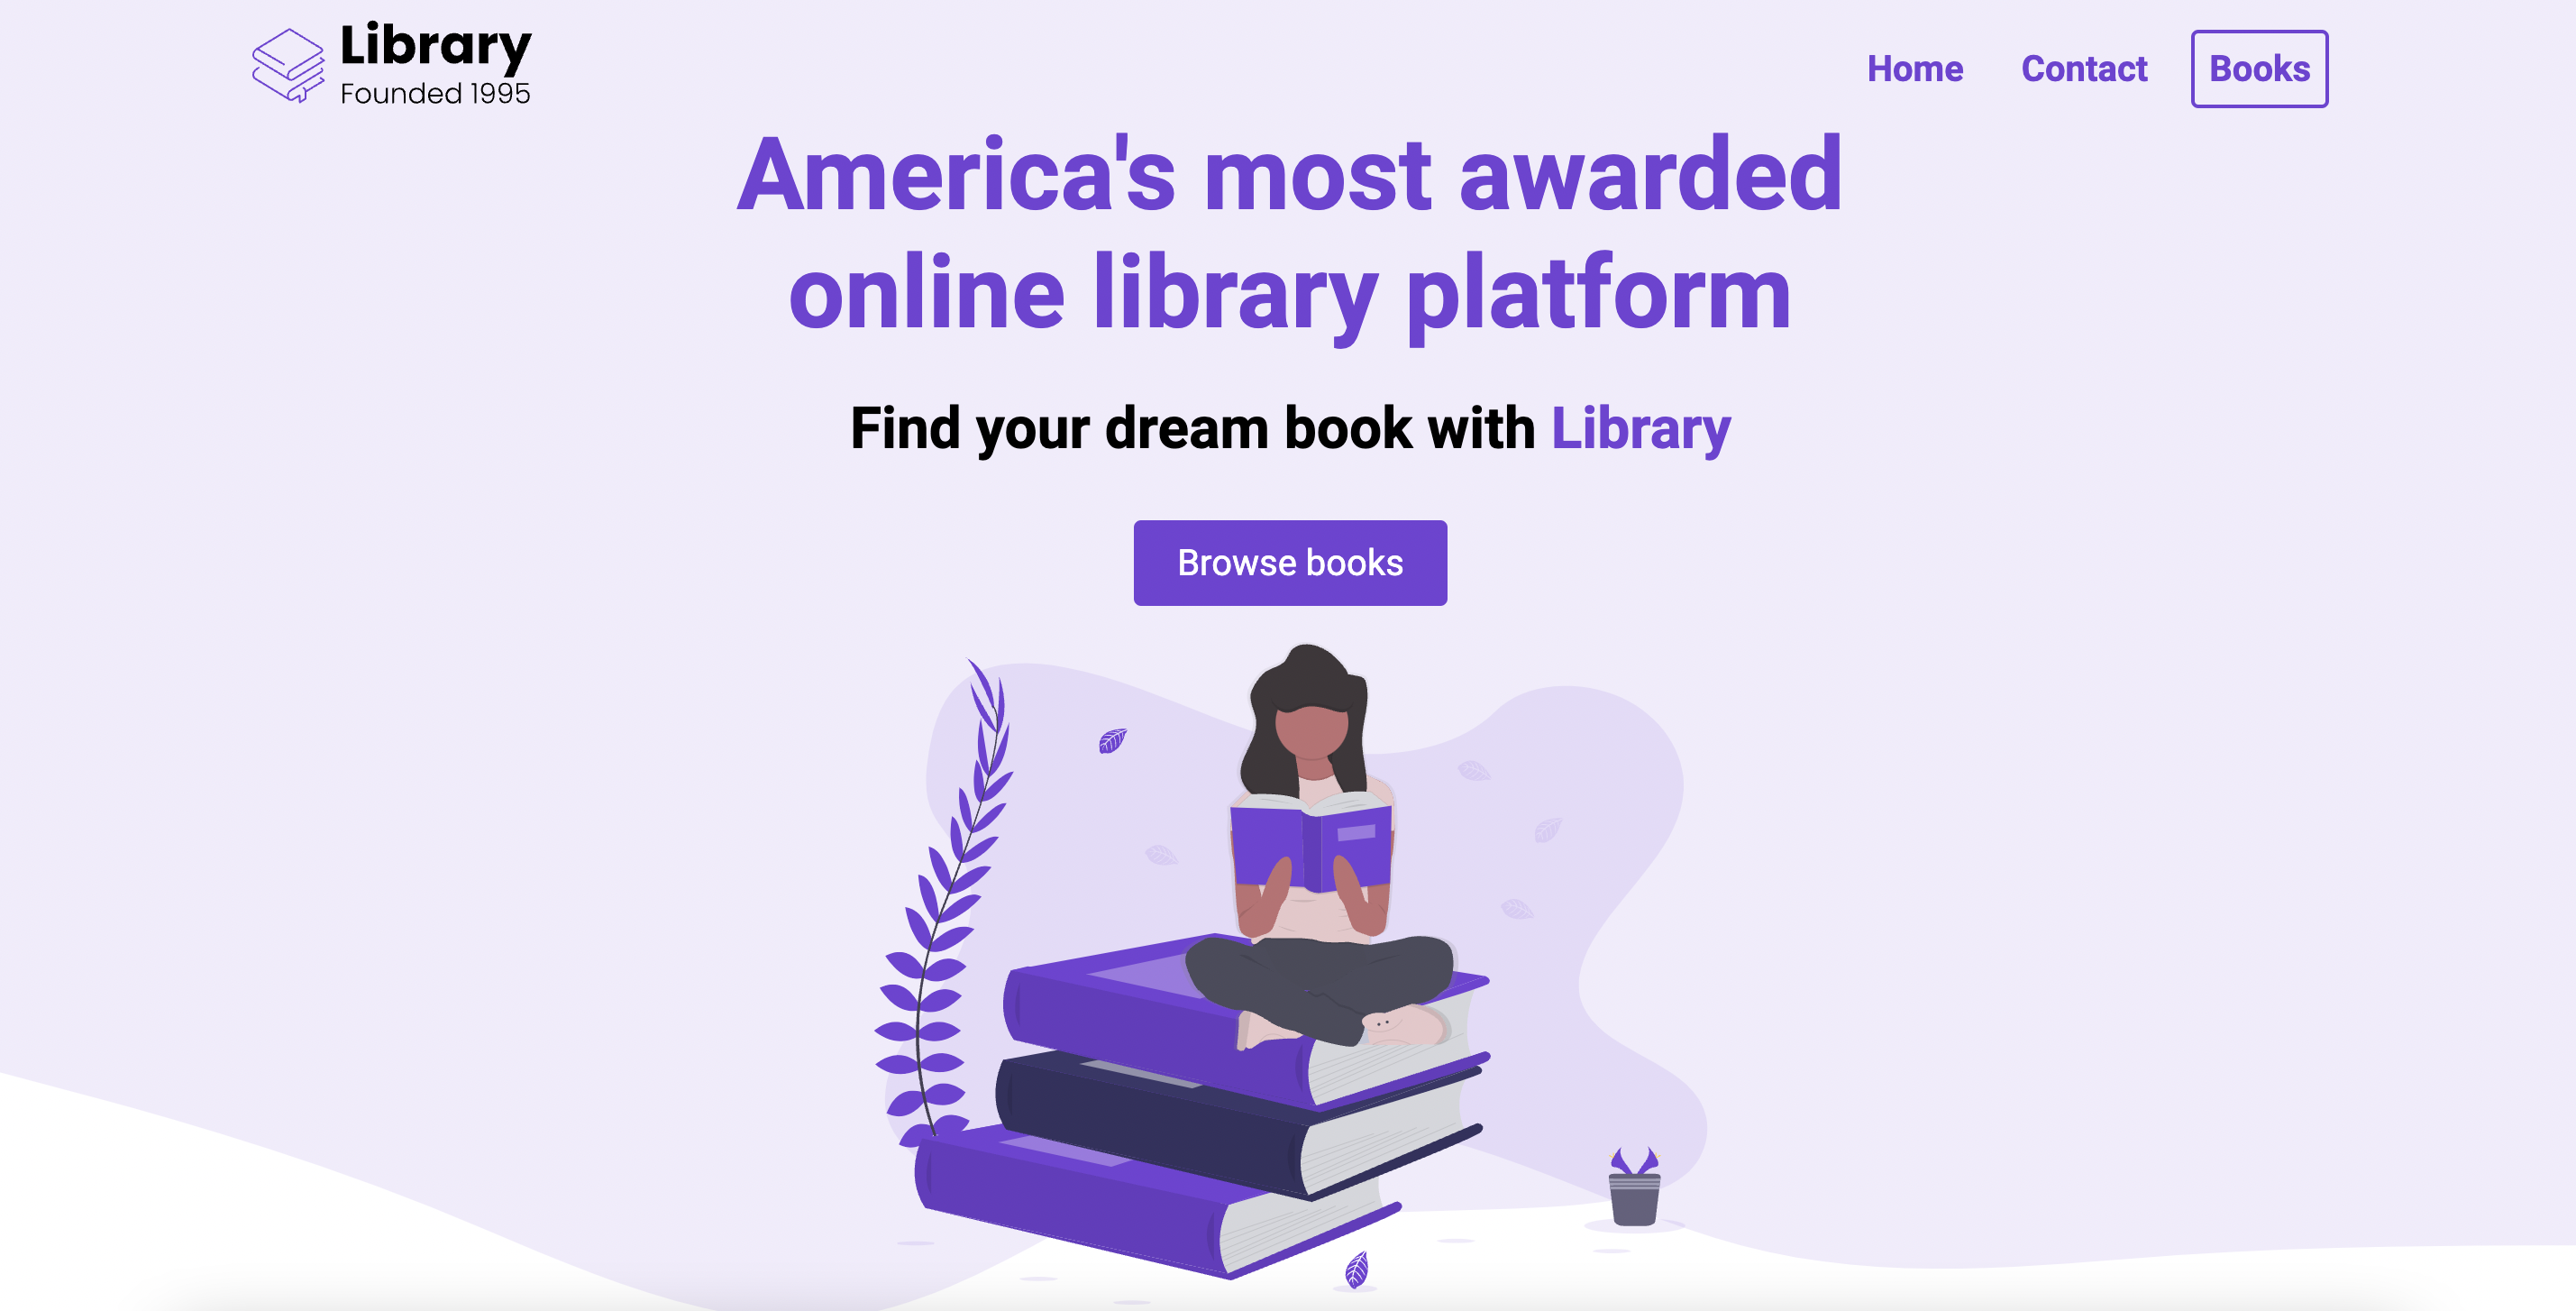 Library
Founded 1995
Home Contact Books
America's most awarded
online library platform
Find your dream book with Library
Browse books